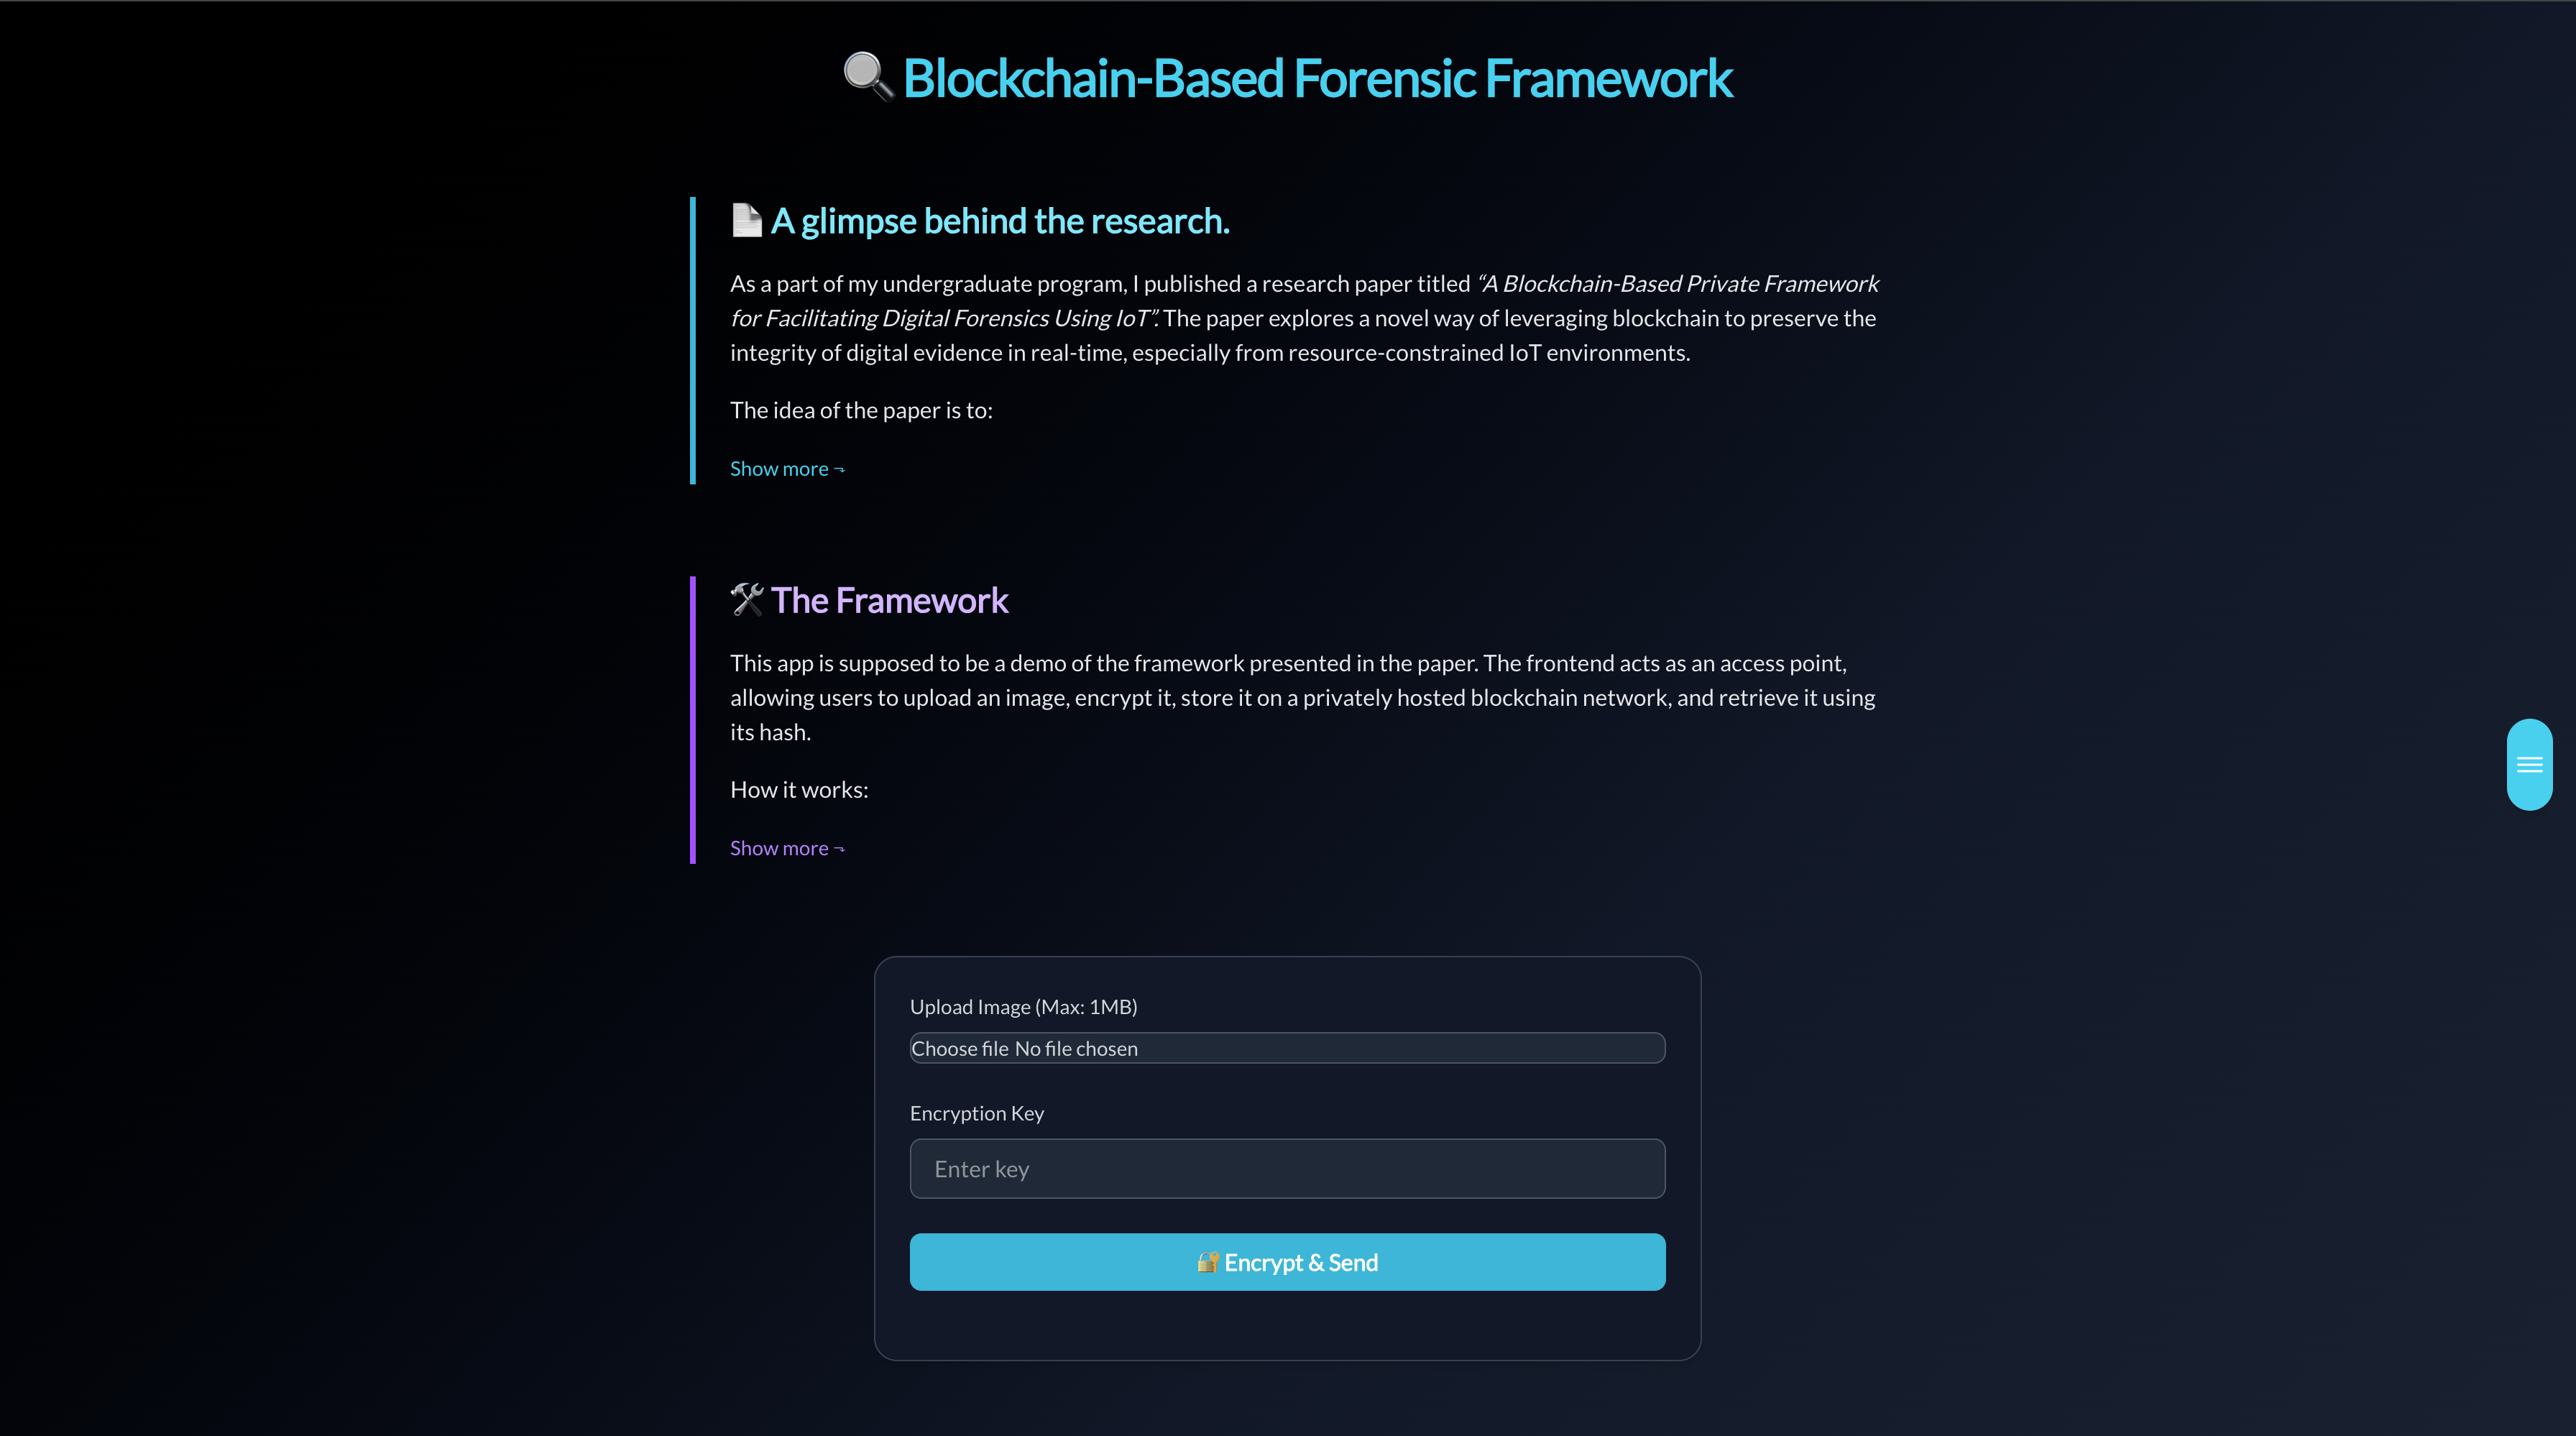 🔍 Blockchain-Based Forensic Framework
📄 A glimpse behind the research.
As a part of my undergraduate program, I published a research paper titled “A Blockchain-Based Private Framework
for Facilitating Digital Forensics Using IoT”. The paper explores a novel way of leveraging blockchain to preserve the
integrity of digital evidence in real-time, especially from resource-constrained IoT environments.
The idea of the paper is to:
Show more ⤵
🛠 The Framework
This app is supposed to be a demo of the framework presented in the paper. The frontend acts as an access point,
allowing users to upload an image, encrypt it, store it on a privately hosted blockchain network, and retrieve it using
its hash.
How it works:
Show more ⤵
Upload Image (Max: 1MB)
Choose file No file chosen
Encryption Key
Enter key
🔐 Encrypt & Send